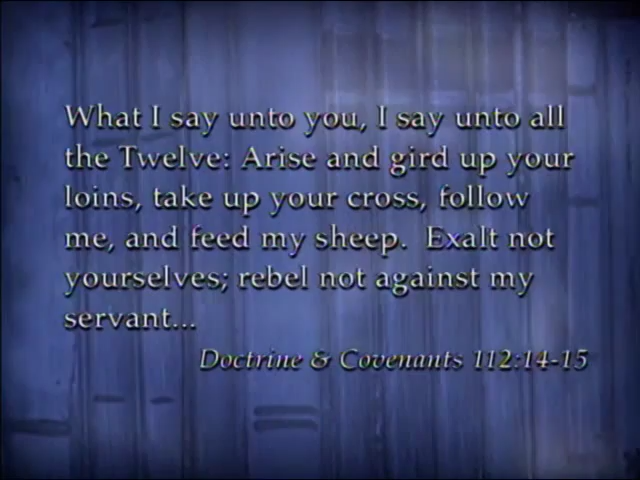 What I say unto you, I say unto all
the Twelve: Arise and gird up your
loins, take up your cross, follow
me, and feed my sheep.  Exalt not
yourselves; rebel not against my
servant...
Doctrine & Covenants 112:14-15